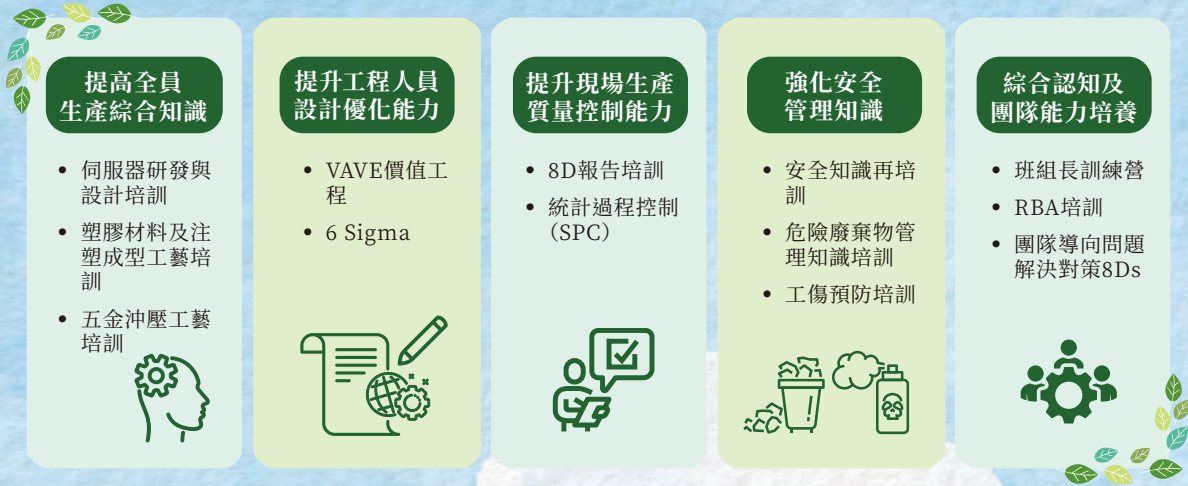 提高全員
生產綜合知識
• 伺服器研發與
設計培訓
• 塑膠材料及注
塑成型工藝培
訓
• 五金沖壓工藝
培訓
提升工程人員
設計優化能力
• VAVE價值工
程
• 6 Sigma
提升現場生產
質量控制能力
• 8D報告培訓
• 統計過程控制
（SPC）
強化安全
管理知識
• 安全知識再培
訓
• 危險廢棄物管
理知識培訓
• 工傷預防培訓
綜合認知及
團隊能力培養
• 班組長訓練營
• RBA培訓
• 團隊導向問題
解決對策8Ds